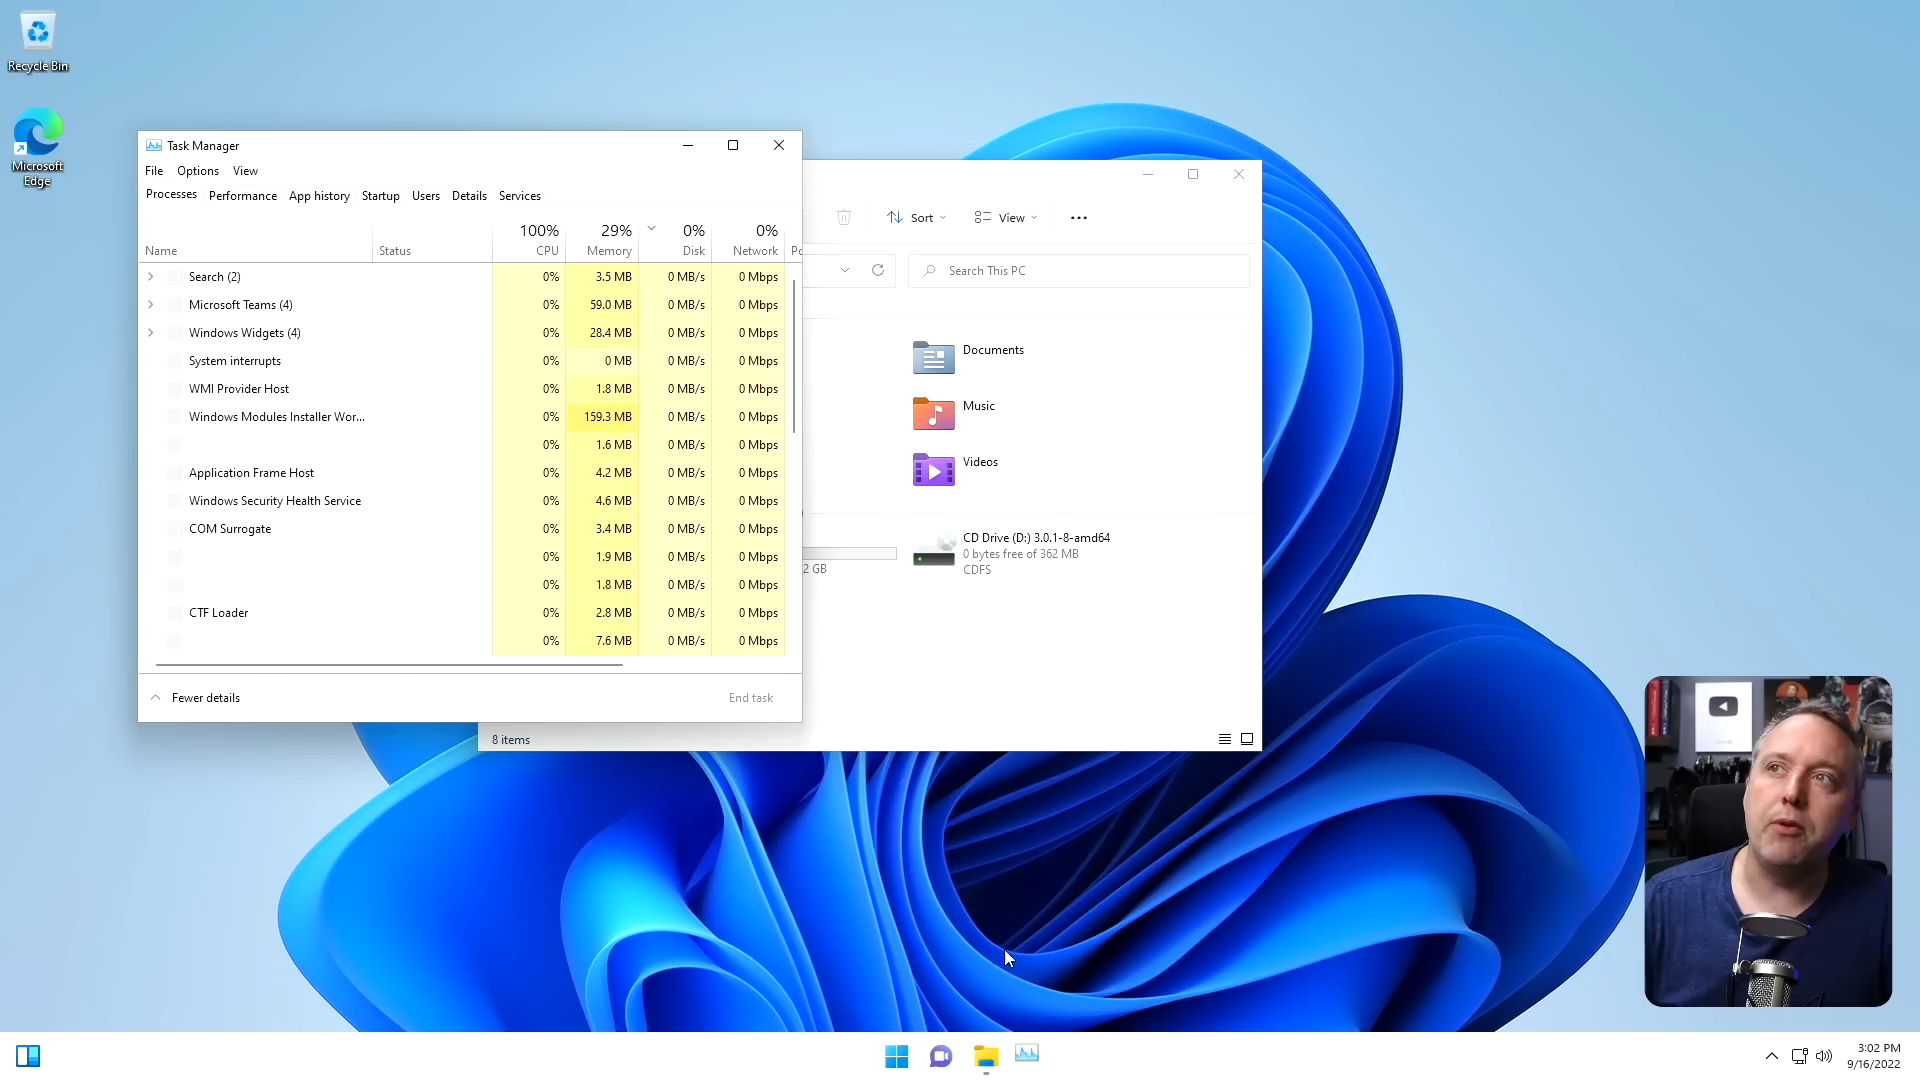 Recycle Bin
Microsoft
Edge
Task Manager
File Options View
Processes Performance App history Startup Users Details Services
100% 29% 0% 0%
Name Status CPU Memory Disk Network Po
Search (2) 0% 3.5 MB 0 MB/s 0 Mbps
Microsoft Teams (4) 0% 59.0 MB 0 MB/s 0 Mbps
Windows Widgets (4) 0% 28.4 MB 0 MB/s 0 Mbps
System interrupts 0% 0 MB 0 MB/s 0 Mbps
WMI Provider Host 0% 1.8 MB 0 MB/s 0 Mbps
Windows Modules Installer Wor... 0% 159.3 MB 0 MB/s 0 Mbps
0% 1.6 MB 0 MB/s 0 Mbps
Application Frame Host 0% 4.2 MB 0 MB/s 0 Mbps
Windows Security Health Service 0% 4.6 MB 0 MB/s 0 Mbps
COM Surrogate 0% 3.4 MB 0 MB/s 0 Mbps
0% 1.9 MB 0 MB/s 0 Mbps
0% 1.8 MB 0 MB/s 0 Mbps
CTF Loader 0% 2.8 MB 0 MB/s 0 Mbps
0% 7.6 MB 0 MB/s 0 Mbps
Fewer details End task
Sort View
Search This PC
Documents
Music
Videos
2 GB
CD Drive (D:) 3.0.1-8-amd64
0 bytes free of 362 MB
CDFS
8 items
3:02 PM
9/16/2022